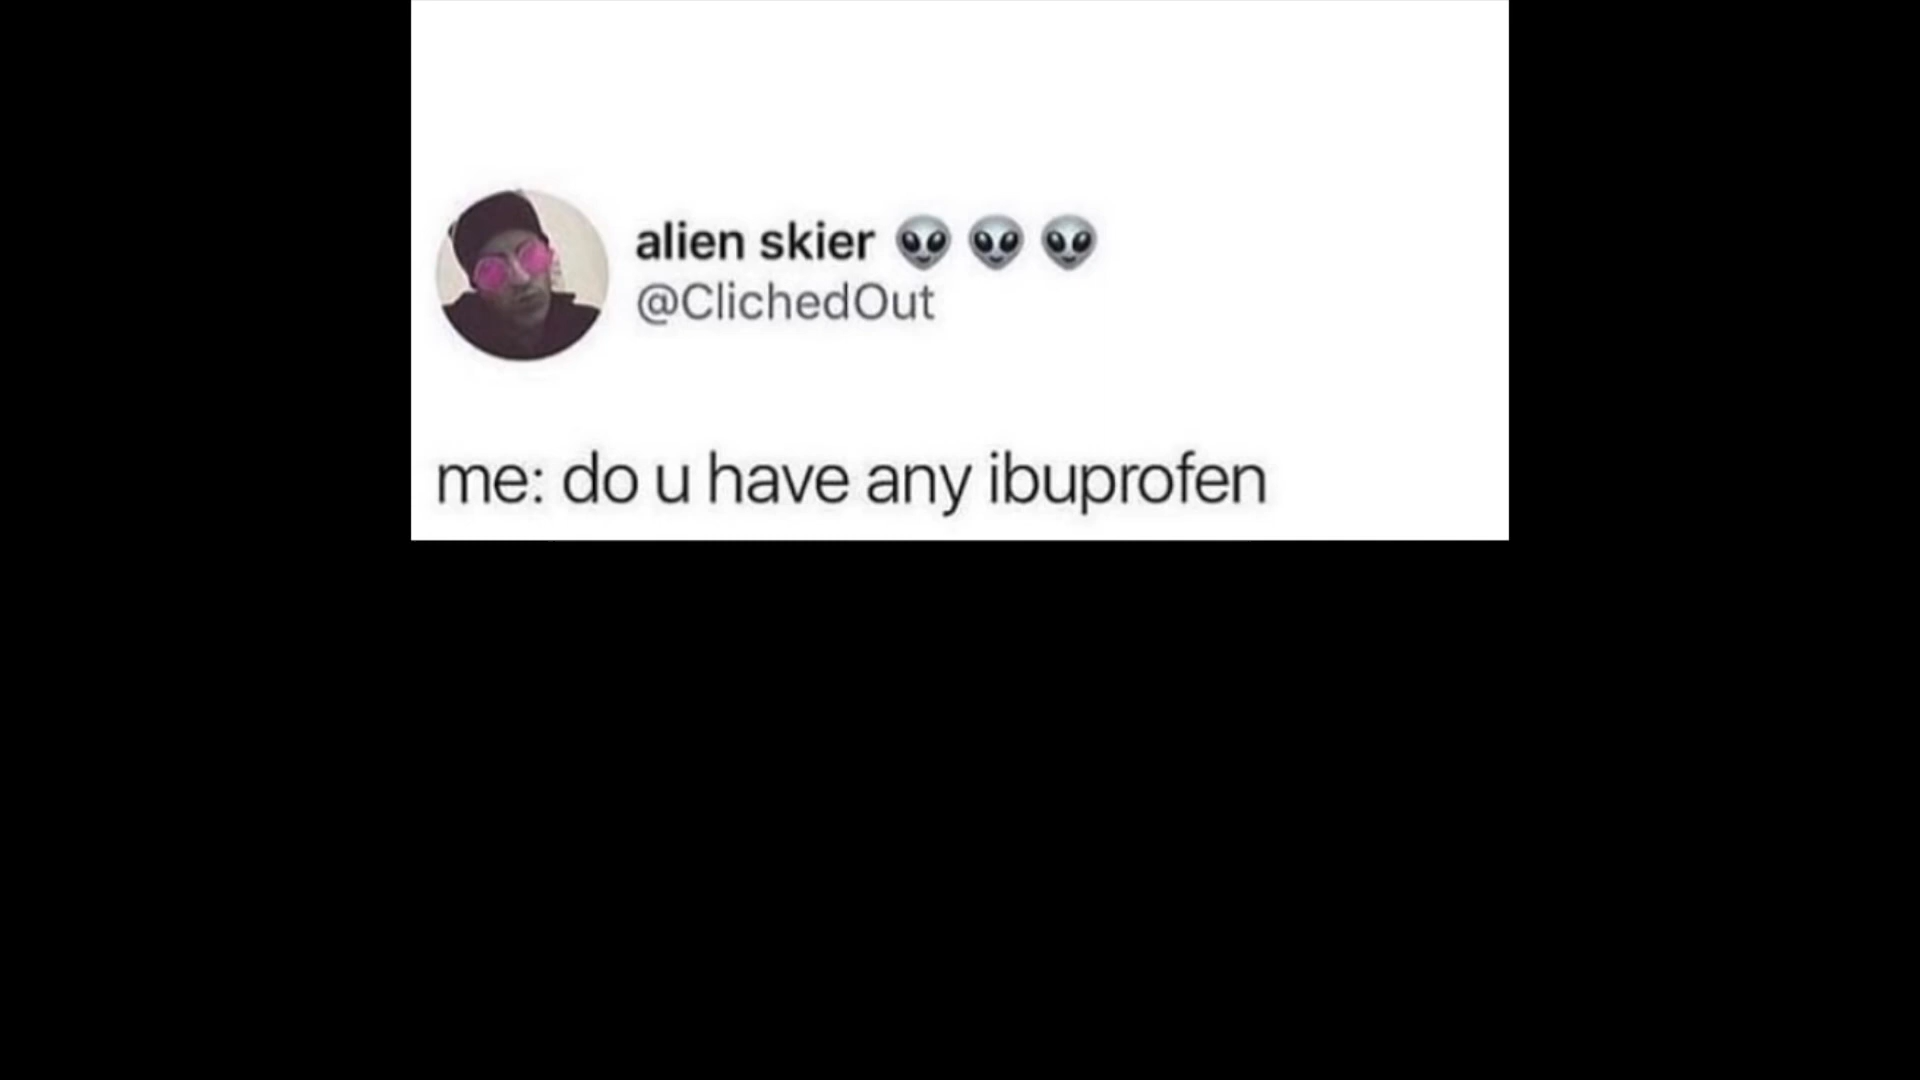 alien skier 👽 👽 👽
@ClichedOut
me: do u have any ibuprofen